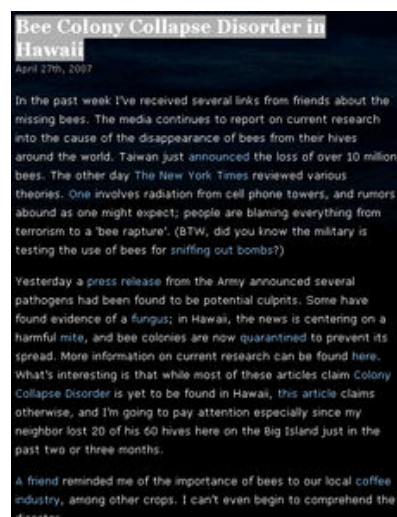 Bee Colony Collapse Disorder in
Hawaii
April 27th, 2007
In the past week I've received several links from friends about the
missing bees. The media continues to report on current research
into the cause of the disappearance of bees from their hives
around the world. Taiwan just announced the loss of over 10 million
bees. The other day The New York Times reviewed various
theories. One involves radiation from cell phone towers, and rumors
abound as one might expect; people are blaming everything from
terrorism to a 'bee rapture'. (BTW, did you know the military is
testing the use of bees for sniffing out bombs?)
Yesterday a press release from the Army announced several
pathogens had been found to be potential culprits. Some have
found evidence of a fungus; in Hawaii, the news is centering on a
harmful mite, and bee colonies are now quarantined to prevent its
spread. More information on current research can be found here.
What's interesting is that while most of these articles claim Colony
Collapse Disorder is yet to be found in Hawaii, this article claims
otherwise, and I'm going to pay attention especially since my
neighbor lost 20 of his 60 hives here on the Big Island just in the
past two or three months.
A friend reminded me of the importance of bees to our local coffee
industry, among other crops. I can't even begin to comprehend the